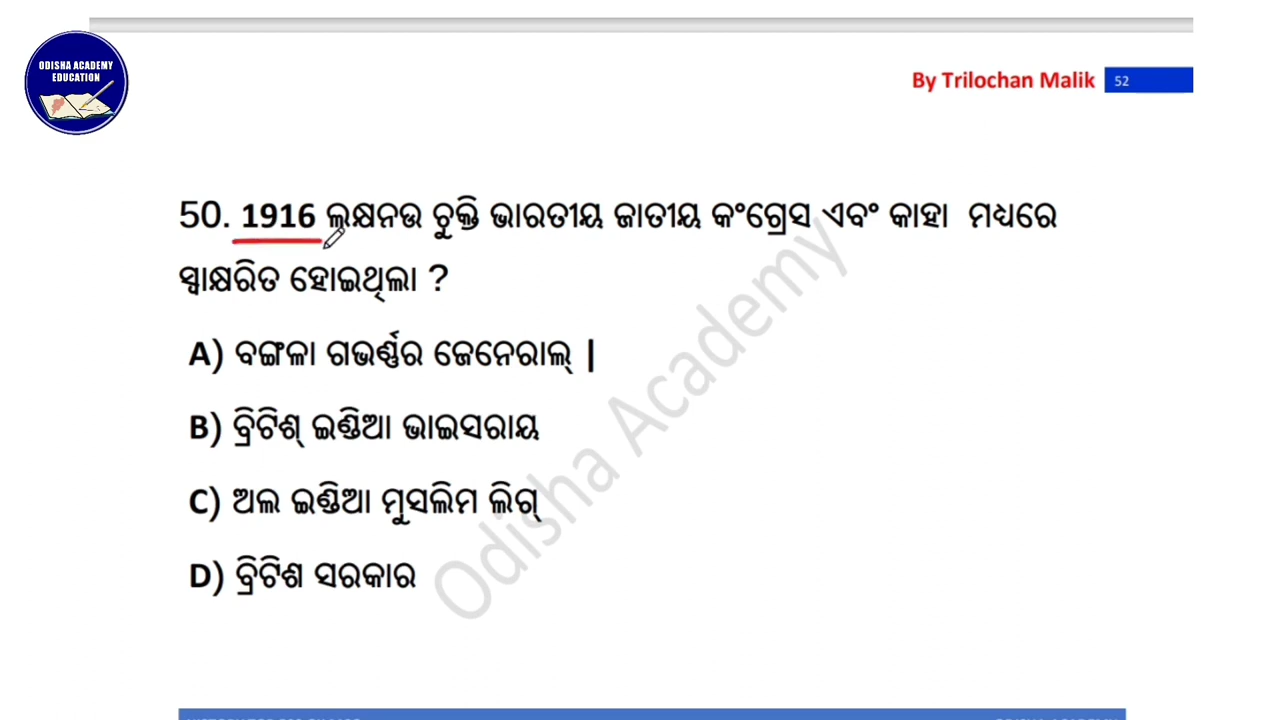 ODISHA ACADEMY
EDUCATION
By Trilochan Malik 52
50. 1916 ଲକ୍ଷନଉ ଚୁକ୍ତି ଭାରତୀୟ ଜାତୀୟ କଂଗ୍ରେସ ଏବଂ କାହା ମଧ୍ୟରେ
ସ୍ୱାକ୍ଷରିତ ହୋଇଥିଲା ?
A) ବଙ୍ଗଳା ଗଭର୍ଣ୍ଣର ଜେନେରାଲ୍ |
B) ବ୍ରିଟିଶ୍ ଇଣ୍ଡିଆ ଭାଇସରାୟ
C) ଅଲ ଇଣ୍ଡିଆ ମୁସଲିମ ଲିଗ୍
D) ବ୍ରିଟିଶ ସରକାର
Odisha Academy